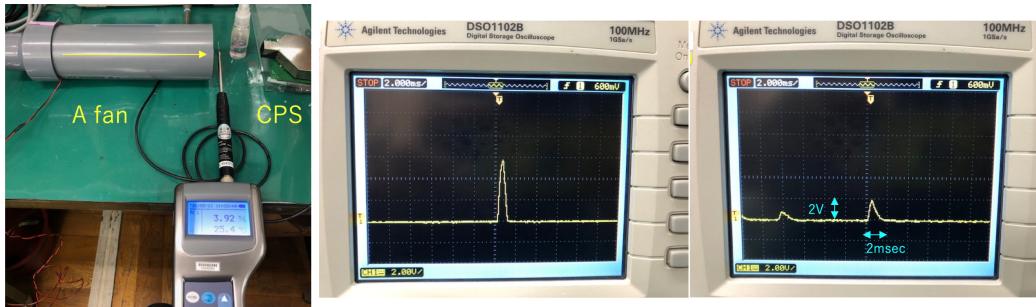 A fan
CPS
3.92
25.4
Agilent Technologies
DSO1102B
Digital Storage Oscilloscope
100MHz
1GSa/s
STOP 2.000ms/
600mV
CH1 2.00V/
Agilent Technologies
DSO1102B
Digital Storage Oscilloscope
100MHz
1GSa/s
STOP 2.000ms/
600mV
2V
2msec
CH1 2.00V/